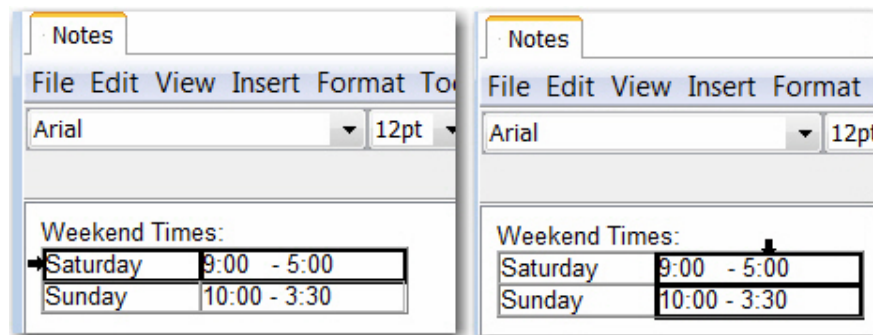 Notes
File Edit View Insert Format
Arial 12pt
Weekend Times:
Saturday 9:00 - 5:00
Sunday 10:00 - 3:30
Notes
File Edit View Insert Format
Arial
Weekend Times:
Saturday 9:00 - 5:00
Sunday 10:00 - 3:30